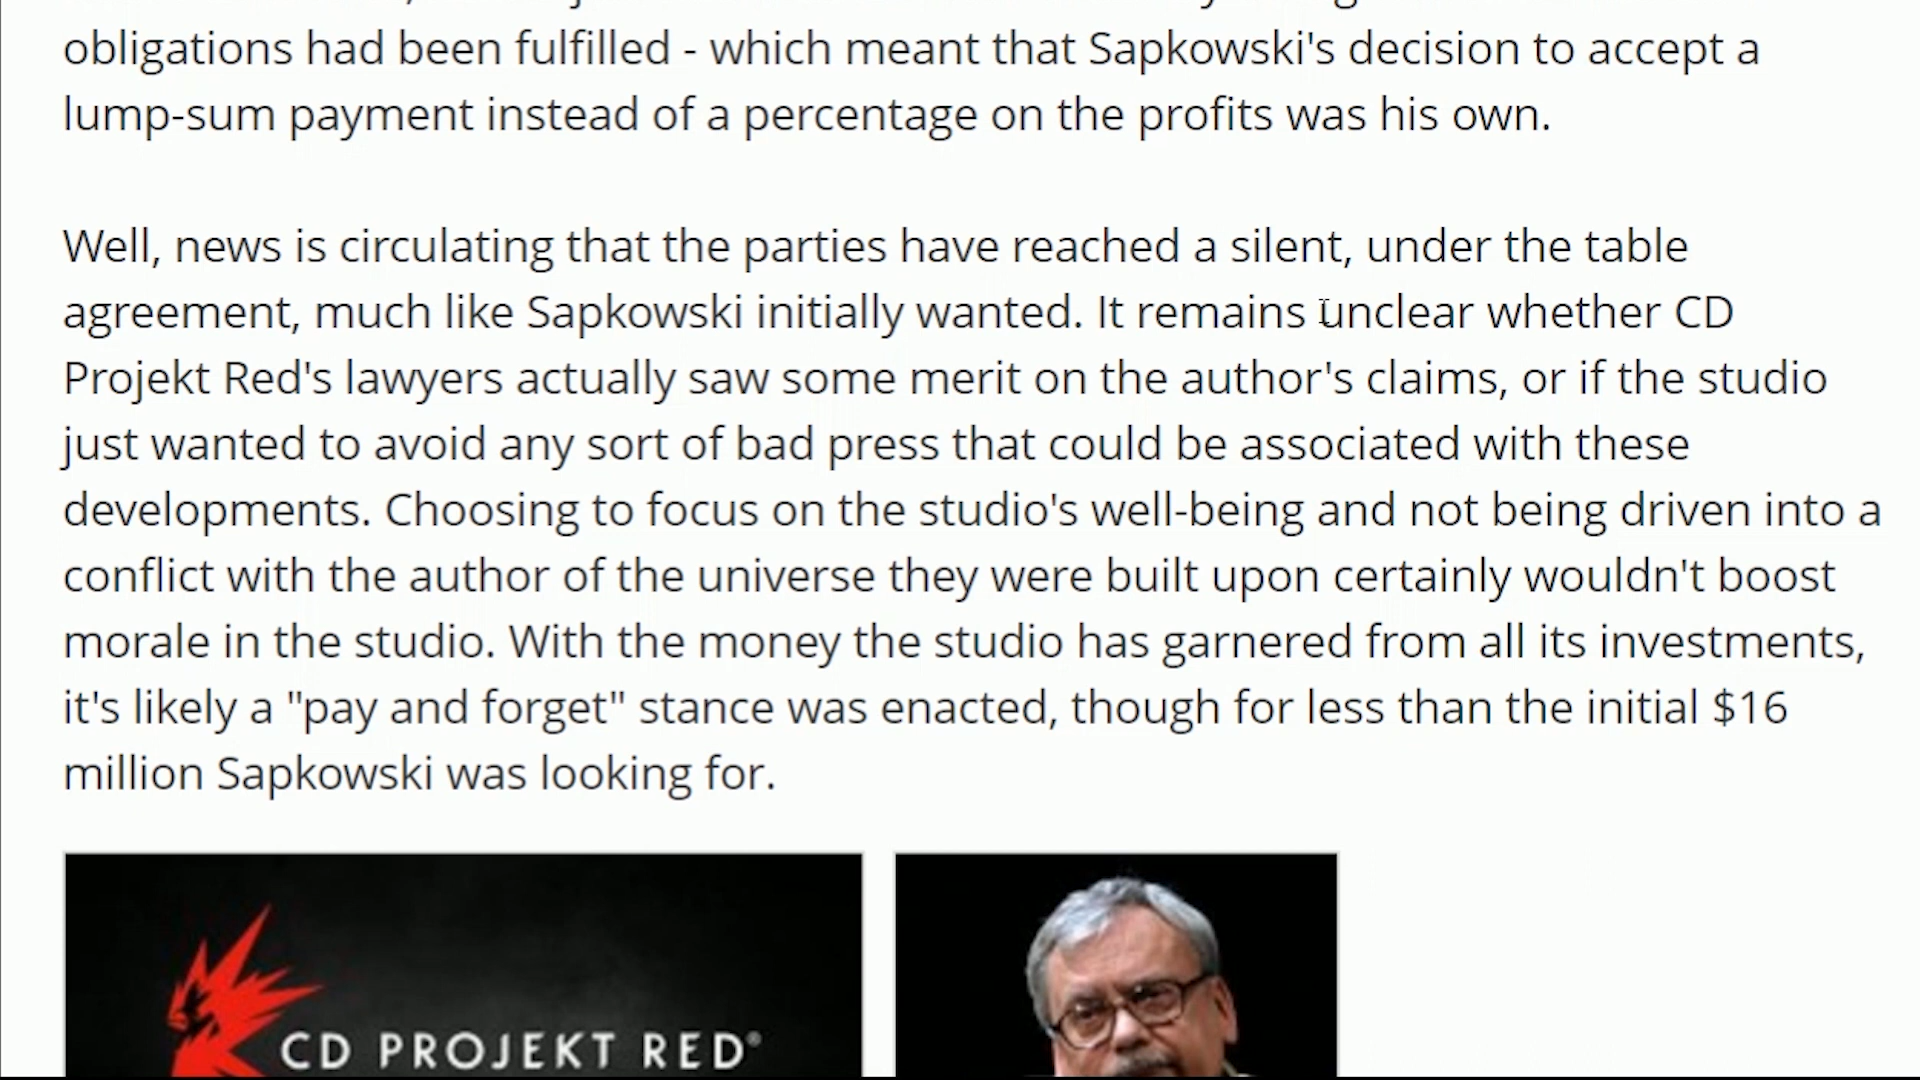 obligations had been fulfilled - which meant that Sapkowski's decision to accept a
lump-sum payment instead of a percentage on the profits was his own.
Well, news is circulating that the parties have reached a silent, under the table
agreement, much like Sapkowski initially wanted. It remains unclear whether CD
Projekt Red's lawyers actually saw some merit on the author's claims, or if the studio
just wanted to avoid any sort of bad press that could be associated with these
developments. Choosing to focus on the studio's well-being and not being driven into a
conflict with the author of the universe they were built upon certainly wouldn't boost
morale in the studio. With the money the studio has garnered from all its investments,
it's likely a "pay and forget" stance was enacted, though for less than the initial $16
million Sapkowski was looking for.
CD PROJEKT RED®